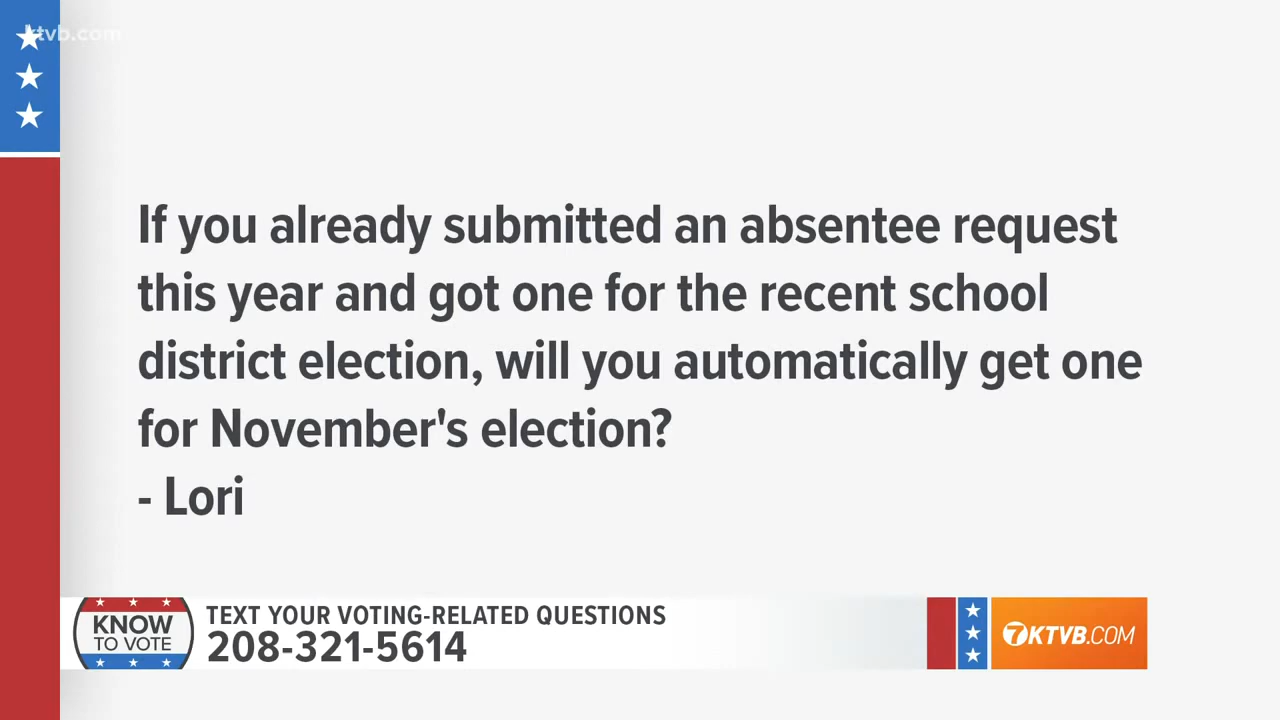 ktvb.com
If you already submitted an absentee request
this year and got one for the recent school
district election, will you automatically get one
for November's election?
- Lori
KNOW
TO VOTE
TEXT YOUR VOTING-RELATED QUESTIONS
208-321-5614
7KTVB.COM